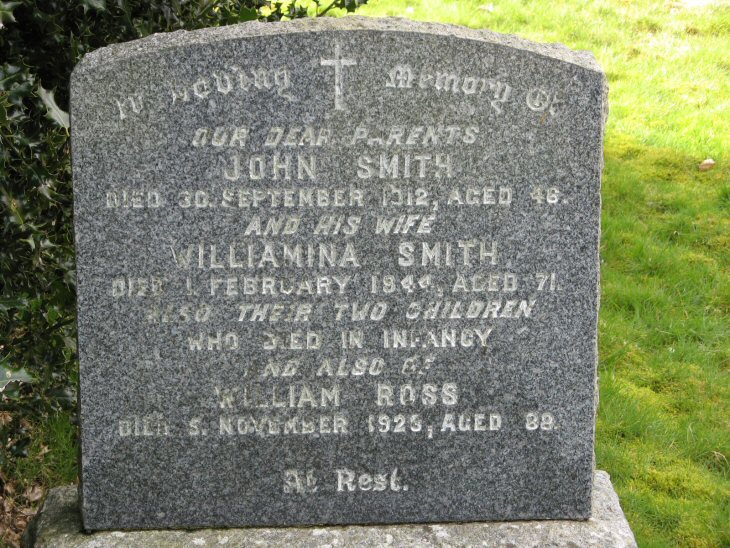 In Loving Memory Of
OUR DEAR PARENTS
JOHN SMITH
DIED 30. SEPTEMBER 1912, AGED 46.
AND HIS WIFE
WILLIAMINA SMITH
DIED 1. FEBRUARY 1944, AGED 71.
ALSO THEIR TWO CHILDREN
WHO DIED IN INFANCY
AND ALSO OF
WILLIAM ROSS
DIED 5. NOVEMBER AGED
At Rest.